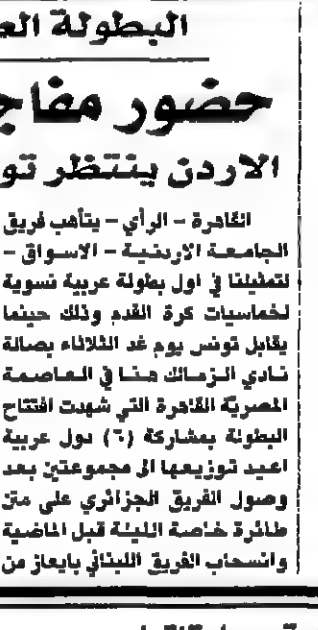 البطولة
حضور
الاردن ينتظر
القاهرة - الرأي - يتأهب فريق
الجامعة الاردنية - الاسواق -
لتمثيلنا في اول بطولة عربية نسوية
لخماسيات كرة القدم وذلك حينما
يقابل تونس يوم غد الثلاثاء بصالة
نادي الزمالك هنا في العاصمة
المصرية القاهرة التي شهدت افتتاح
البطولة بمشاركة (٦) دول عربية
اعيد توزيعها الى مجموعتين بعد
وصول الفريق الجزائري على متن
طائرة خاصة الليلة قبل الماضية
وانسحاب الفريق اللبناني بايعاز من